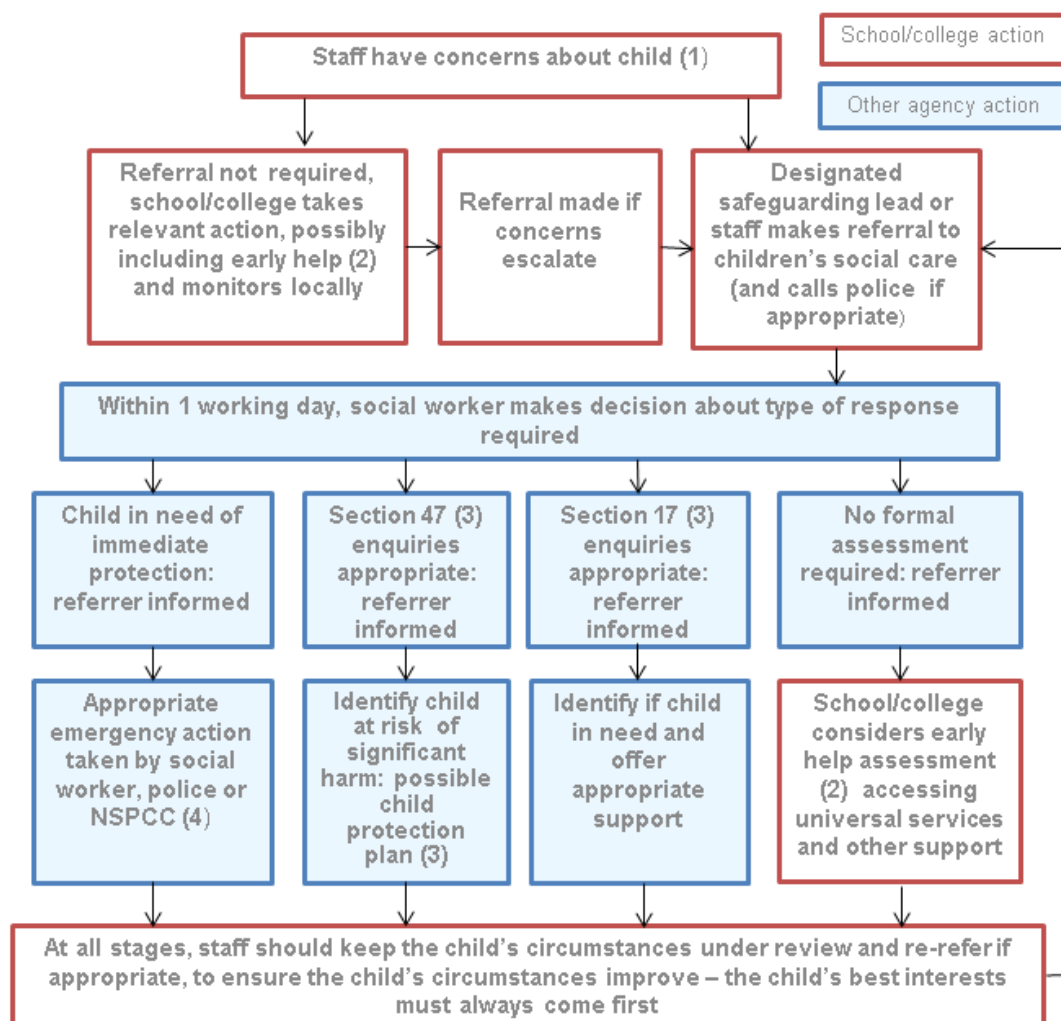 School/college action
Staff have concerns about child (1)
Other agency action
Referral not required,
school/college takes
relevant action, possibly
including early help (2)
and monitors locally
Referral made if
concerns
escalate
Designated
safeguarding lead or
staff makes referral to
children’s social care
(and calls police if
appropriate)
Within 1 working day, social worker makes decision about type of response
required
Child in need of
immediate
protection:
referrer informed
Section 47 (3)
enquiries
appropriate:
referrer
informed
Section 17 (3)
enquiries
appropriate:
referrer
informed
No formal
assessment
required: referrer
informed
Appropriate
emergency action
taken by social
worker, police or
NSPCC (4)
Identify child
at risk of
significant
harm: possible
child
protection
plan (3)
Identify if child
in need and
offer
appropriate
support
School/college
considers early
help assessment
(2) accessing
universal services
and other support
At all stages, staff should keep the child’s circumstances under review and re-refer if
appropriate, to ensure the child’s circumstances improve – the child’s best interests
must always come first